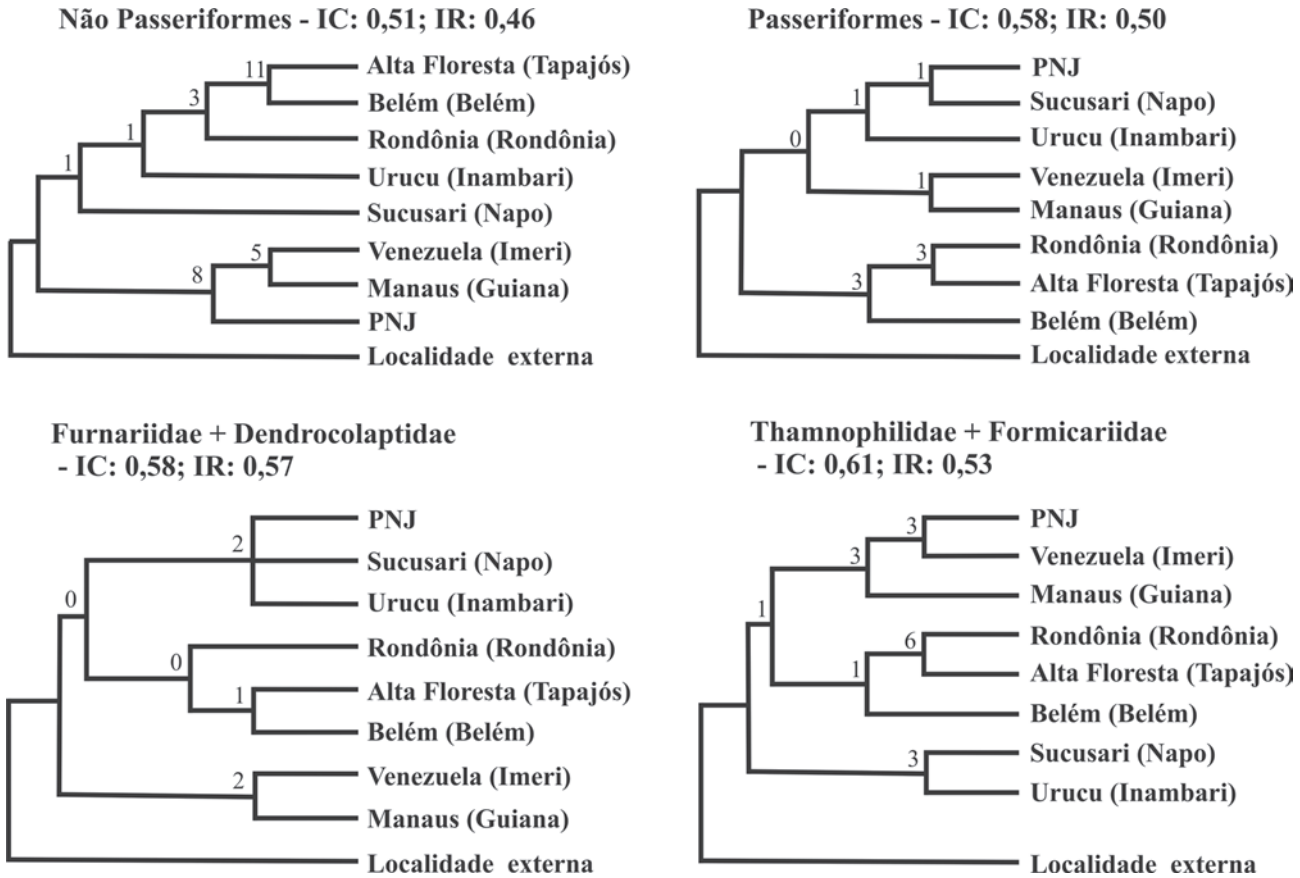 Não Passeriformes - IC: 0,51; IR: 0,46
11
Alta Floresta (Tapajós)
Belém (Belém)
3
Rondônia (Rondônia)
1
Urucu (Inambari)
1
Sucusari (Napo)
5
Venezuela (Imeri)
8
Manaus (Guiana)
PNJ
Localidade externa
Passeriformes - IC: 0,58; IR: 0,50
1
PNJ
Sucusari (Napo)
1
Urucu (Inambari)
0
1
Venezuela (Imeri)
Manaus (Guiana)
3
Rondônia (Rondônia)
3
Alta Floresta (Tapajós)
Belém (Belém)
Localidade externa
Furnariidae + Dendrocolaptidae
- IC: 0,58; IR: 0,57
PNJ
2
Sucusari (Napo)
0
Urucu (Inambari)
0
Rondônia (Rondônia)
1
Alta Floresta (Tapajós)
Belém (Belém)
2
Venezuela (Imeri)
Manaus (Guiana)
Localidade externa
Thamnophilidae + Formicariidae
- IC: 0,61; IR: 0,53
3
PNJ
3
Venezuela (Imeri)
Manaus (Guiana)
1
6
Rondônia (Rondônia)
1
Alta Floresta (Tapajós)
Belém (Belém)
3
Sucusari (Napo)
Urucu (Inambari)
Localidade externa